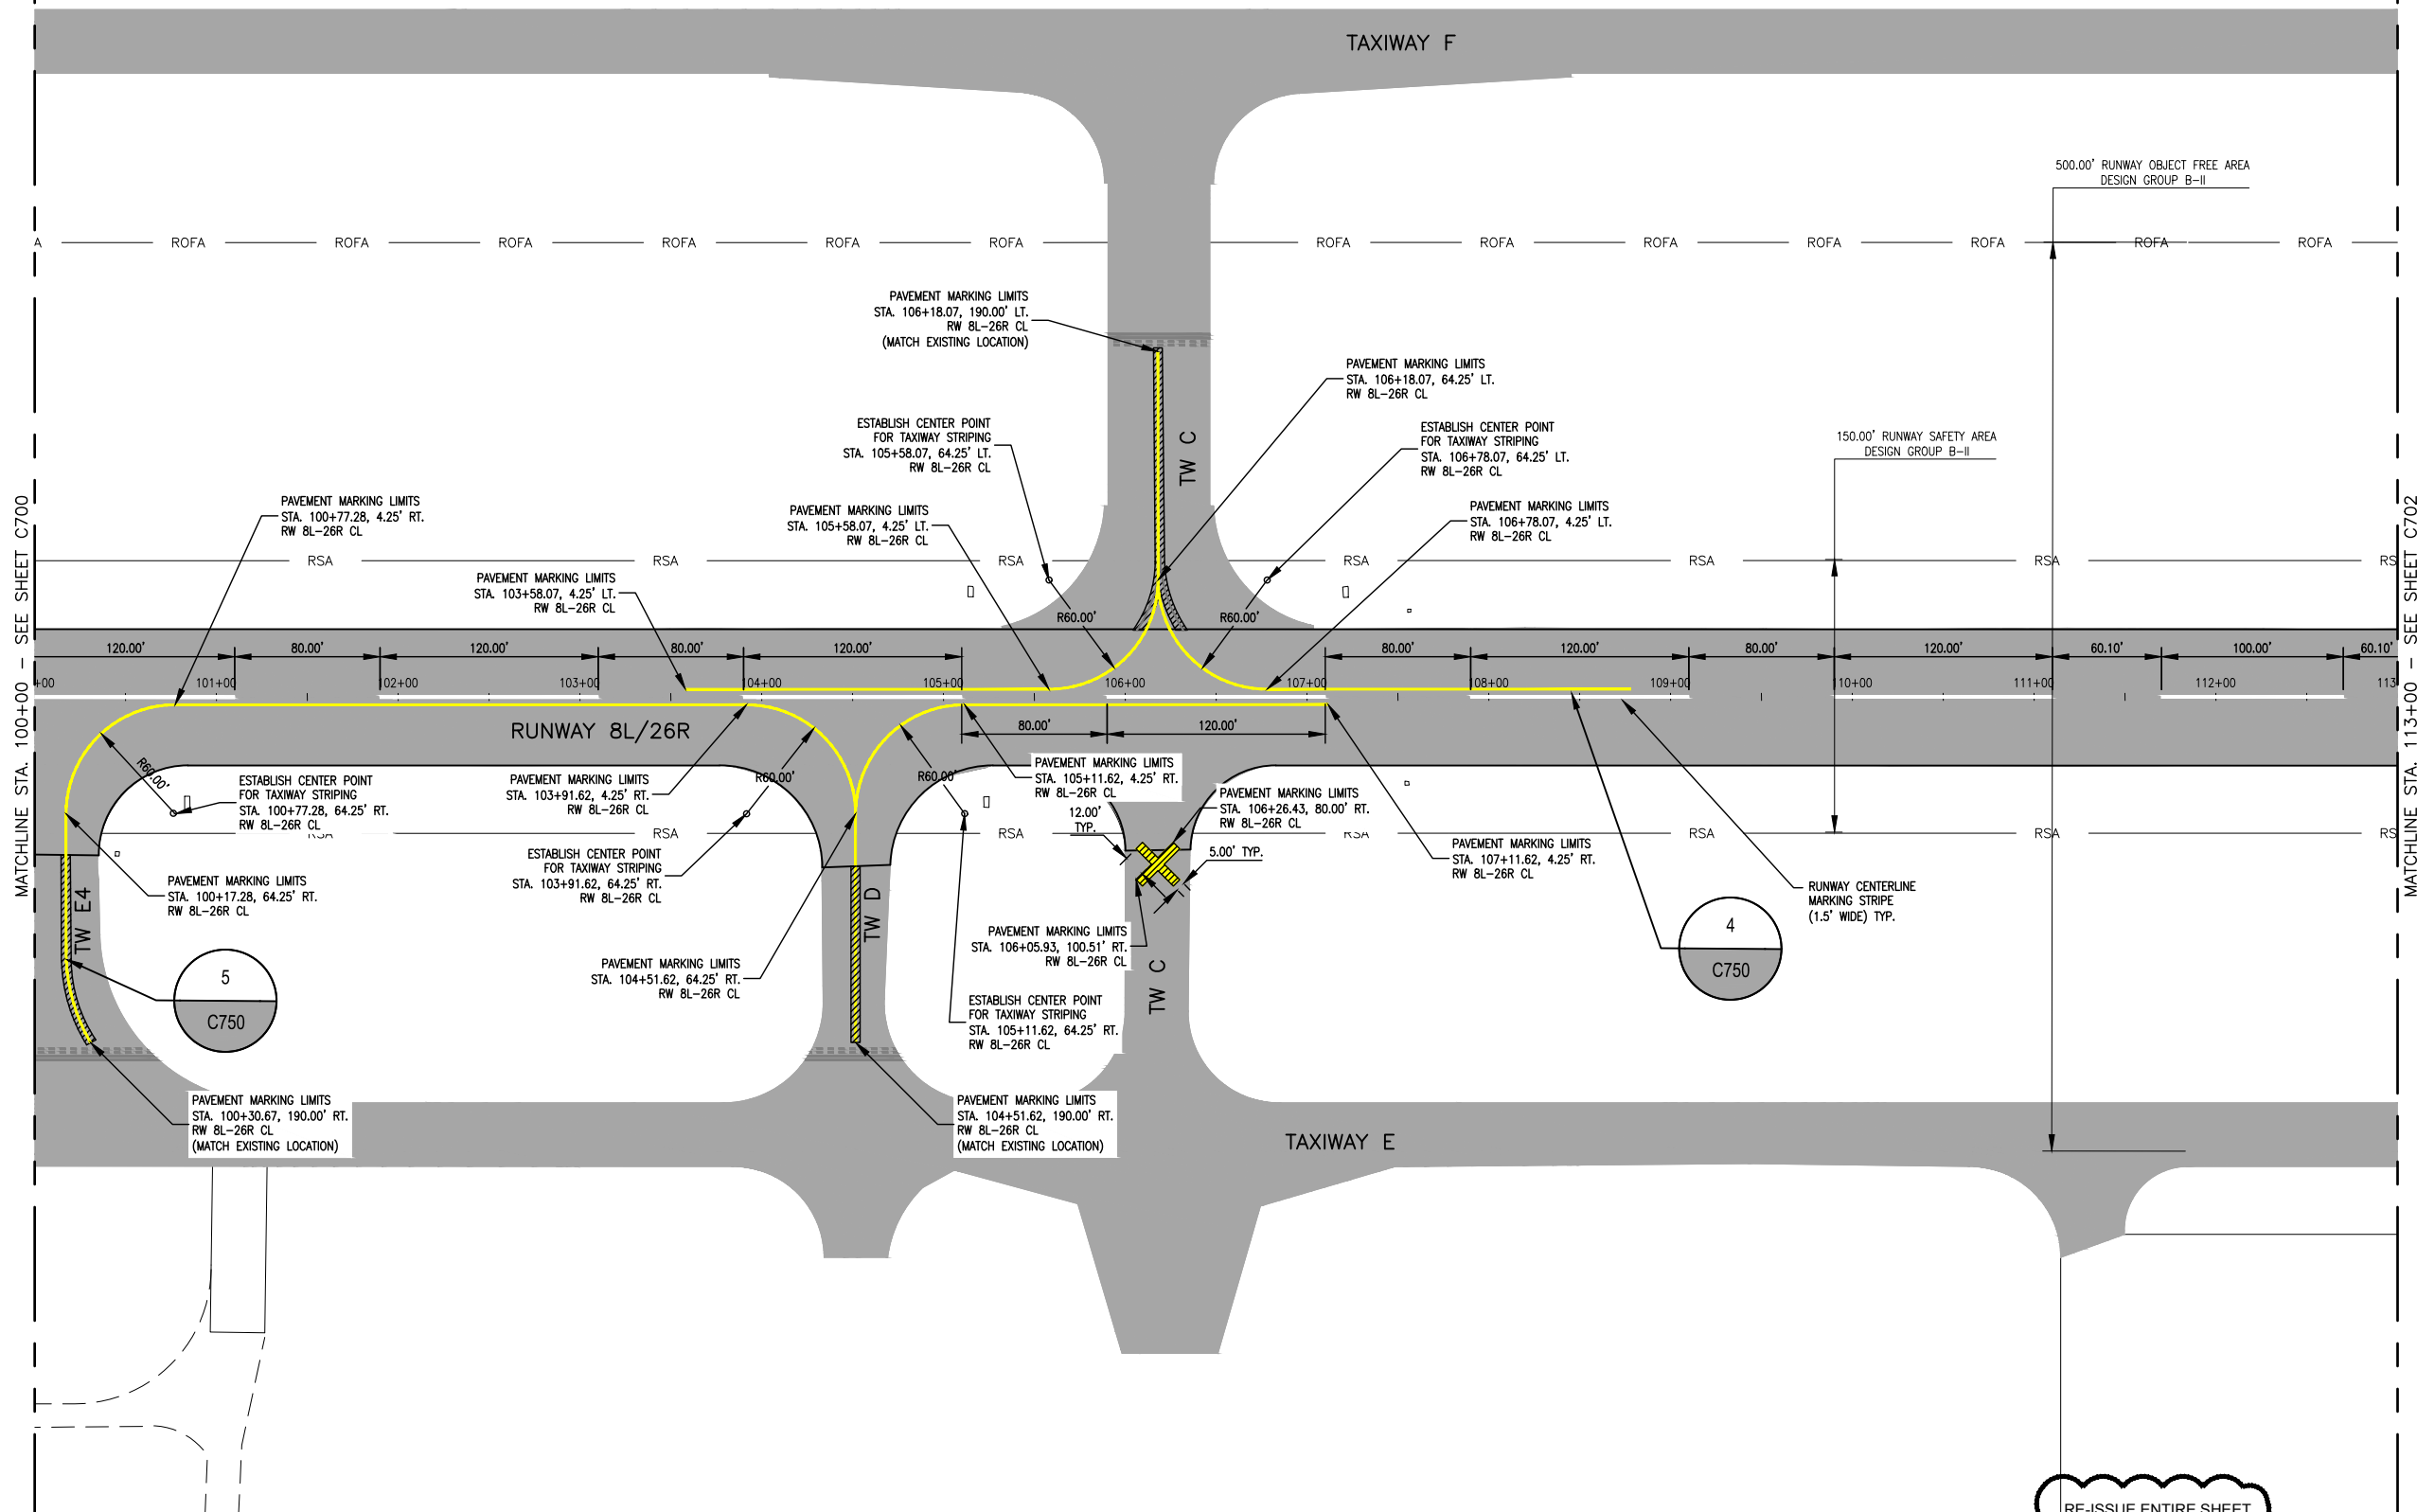 TAXIWAY F
500.00' RUNWAY OBJECT FREE AREA
DESIGN GROUP B-II
A
ROFA
ROFA
ROFA
ROFA
ROFA
ROFA
ROFA
ROFA
ROFA
ROFA
ROFA
ROFA
ROFA
PAVEMENT MARKING LIMITS
STA. 106+18.07, 190.00' LT.
RW 8L-26R CL
(MATCH EXISTING LOCATION)
PAVEMENT MARKING LIMITS
STA. 106+18.07, 64.25' LT.
RW 8L-26R CL
ESTABLISH CENTER POINT
FOR TAXIWAY STRIPING
STA. 105+58.07, 64.25' LT.
RW 8L-26R CL
TW C
ESTABLISH CENTER POINT
FOR TAXIWAY STRIPING
STA. 106+78.07, 64.25' LT.
RW 8L-26R CL
150.00' RUNWAY SAFETY AREA
DESIGN GROUP B-II
PAVEMENT MARKING LIMITS
STA. 100+77.28, 4.25' RT.
RW 8L-26R CL
PAVEMENT MARKING LIMITS
STA. 105+58.07, 4.25' LT.
RW 8L-26R CL
PAVEMENT MARKING LIMITS
STA. 106+78.07, 4.25' LT.
RW 8L-26R CL
MATCHLINE STA. 100+00 - SEE SHEET C700
MATCHLINE STA. 113+00 - SEE SHEET C702
RSA
RSA
RSA
RSA
RSA
RSA
RS
PAVEMENT MARKING LIMITS
STA. 103+58.07, 4.25' LT.
RW 8L-26R CL
R60.00'
R60.00'
120.00'
80.00'
120.00'
80.00'
120.00'
80.00'
120.00'
80.00'
120.00'
60.10'
100.00'
60.10'
+00
101+00
102+00
103+00
104+00
105+00
106+00
107+00
108+00
109+00
110+00
111+00
112+00
113
RUNWAY 8L/26R
80.00'
120.00'
R60.00'
R60.00'
R60.00'
ESTABLISH CENTER POINT
FOR TAXIWAY STRIPING
STA. 100+77.28, 64.25' RT.
RW 8L-26R CL
PAVEMENT MARKING LIMITS
STA. 103+91.62, 4.25' RT.
RW 8L-26R CL
PAVEMENT MARKING LIMITS
STA. 105+11.62, 4.25' RT.
RW 8L-26R CL
PAVEMENT MARKING LIMITS
STA. 106+26.43, 80.00' RT.
RW 8L-26R CL
12.00'
TYP.
5.00' TYP.
RSA
RSA
RSA
RSA
RSA
RSA
RS
PAVEMENT MARKING LIMITS
STA. 107+11.62, 4.25' RT.
RW 8L-26R CL
ESTABLISH CENTER POINT
FOR TAXIWAY STRIPING
STA. 103+91.62, 64.25' RT.
RW 8L-26R CL
PAVEMENT MARKING LIMITS
STA. 100+17.28, 64.25' RT.
RW 8L-26R CL
RUNWAY CENTERLINE
MARKING STRIPE
(1.5' WIDE) TYP.
TW E4
TW D
TW C
4
C750
5
C750
PAVEMENT MARKING LIMITS
STA. 106+05.93, 100.51' RT.
RW 8L-26R CL
PAVEMENT MARKING LIMITS
STA. 104+51.62, 64.25' RT.
RW 8L-26R CL
ESTABLISH CENTER POINT
FOR TAXIWAY STRIPING
STA. 105+11.62, 64.25' RT.
RW 8L-26R CL
PAVEMENT MARKING LIMITS
STA. 100+30.67, 190.00' RT.
RW 8L-26R CL
(MATCH EXISTING LOCATION)
PAVEMENT MARKING LIMITS
STA. 104+51.62, 190.00' RT.
RW 8L-26R CL
(MATCH EXISTING LOCATION)
TAXIWAY E
RE-ISSUE ENTIRE SHEET